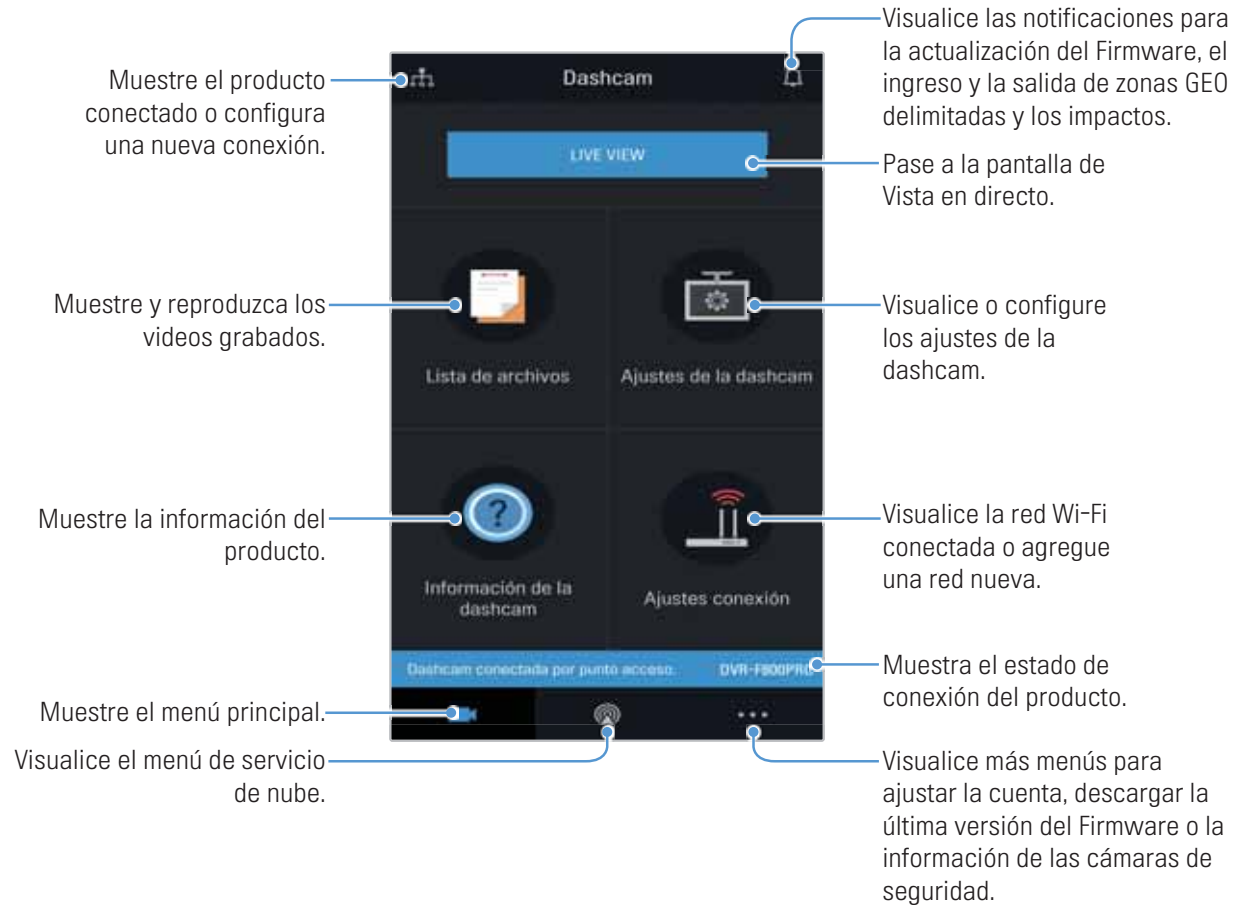 Visualice las notificaciones para
la actualización del Firmware, el
ingreso y la salida de zonas GEO
delimitadas y los impactos.
Muestre el producto
conectado o configura
una nueva conexión.
Dashcam
LIVE VIEW
Pase a la pantalla de
Vista en directo.
Muestre y reproduzca los
videos grabados.
Visualice o configure
los ajustes de la
dashcam.
Lista de archivos
Ajustes de la dashcam
Muestre la información del
producto.
?
Visualice la red Wi-Fi
conectada o agregue
una red nueva.
Información de la
dashcam
Ajustes conexión
Dashcam conectada por punto acceso. DVR-F800PRO
Muestra el estado de
conexión del producto.
Muestre el menú principal.
Visualice el menú de servicio
de nube.
Visualice más menús para
ajustar la cuenta, descargar la
última versión del Firmware o la
información de las cámaras de
seguridad.